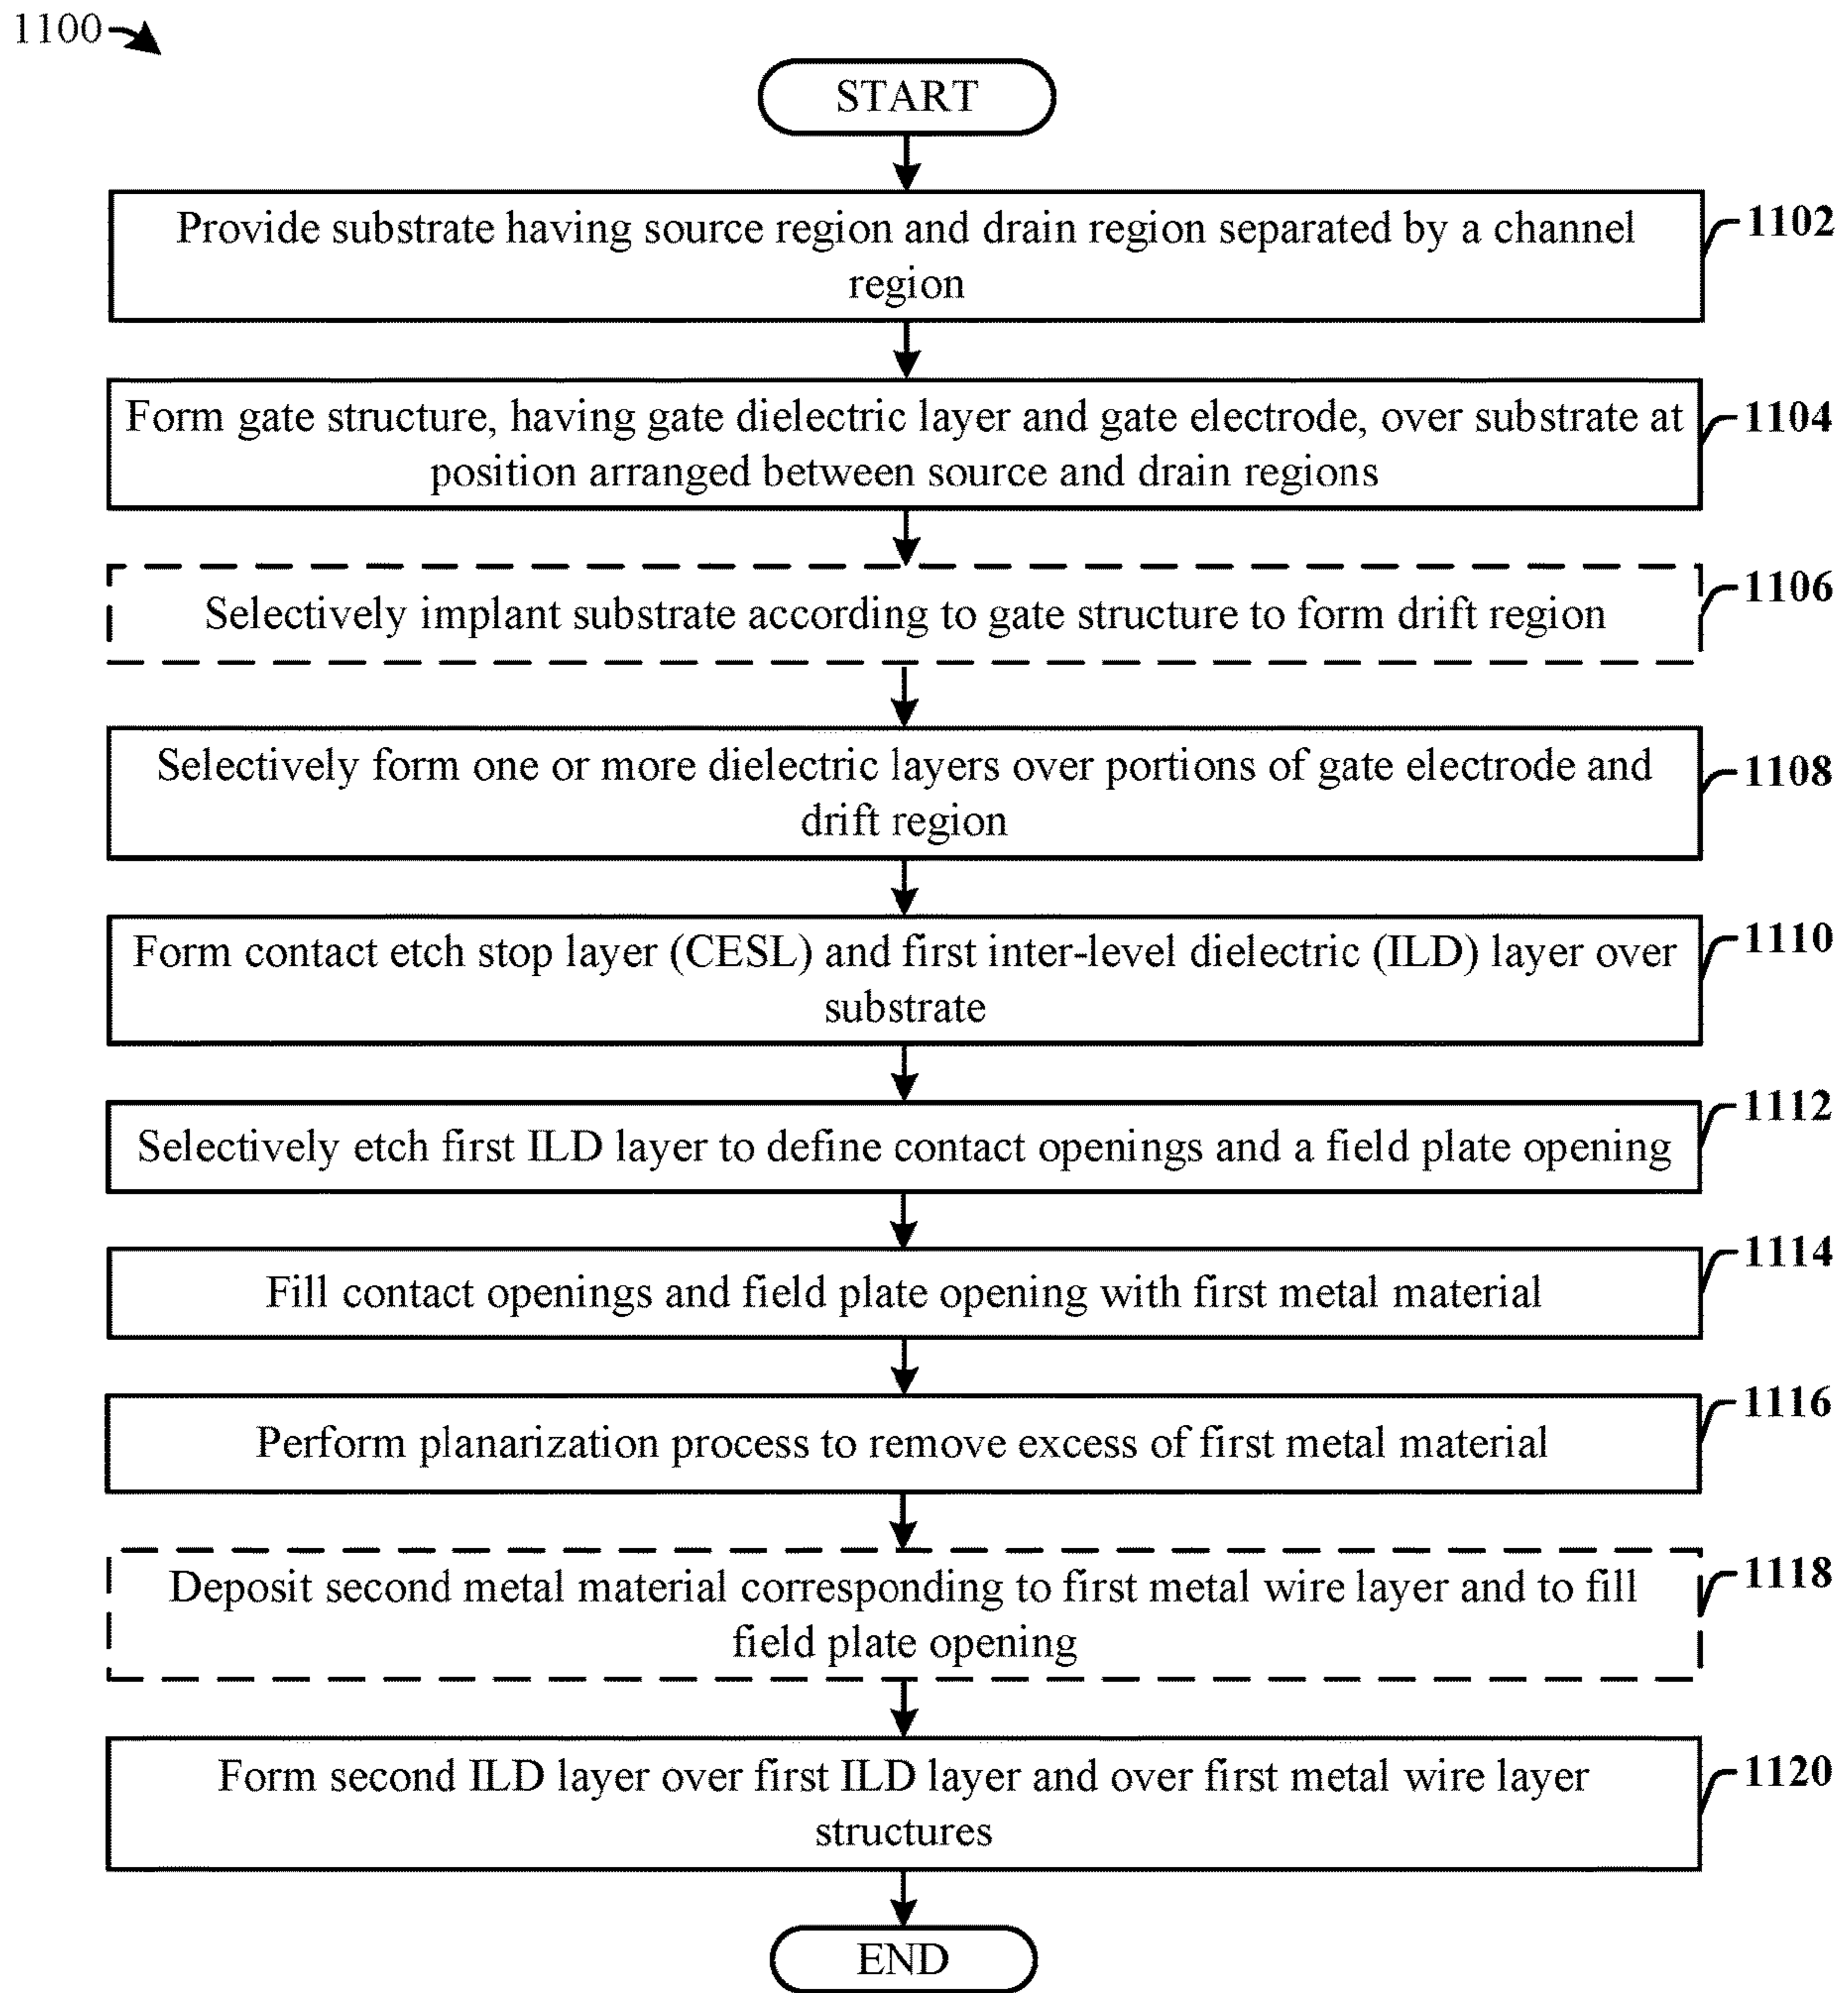 1100
START
Provide substrate having source region and drain region separated by a channel
region
1102
Form gate structure, having gate dielectric layer and gate electrode, over substrate at
position arranged between source and drain regions
1104
Selectively implant substrate according to gate structure to form drift region
1106
Selectively form one or more dielectric layers over portions of gate electrode and
drift region
1108
Form contact etch stop layer (CESL) and first inter-level dielectric (ILD) layer over
substrate
1110
Selectively etch first ILD layer to define contact openings and a field plate opening
1112
Fill contact openings and field plate opening with first metal material
1114
Perform planarization process to remove excess of first metal material
1116
Deposit second metal material corresponding to first metal wire layer and to fill
field plate opening
1118
Form second ILD layer over first ILD layer and over first metal wire layer
structures
1120
END